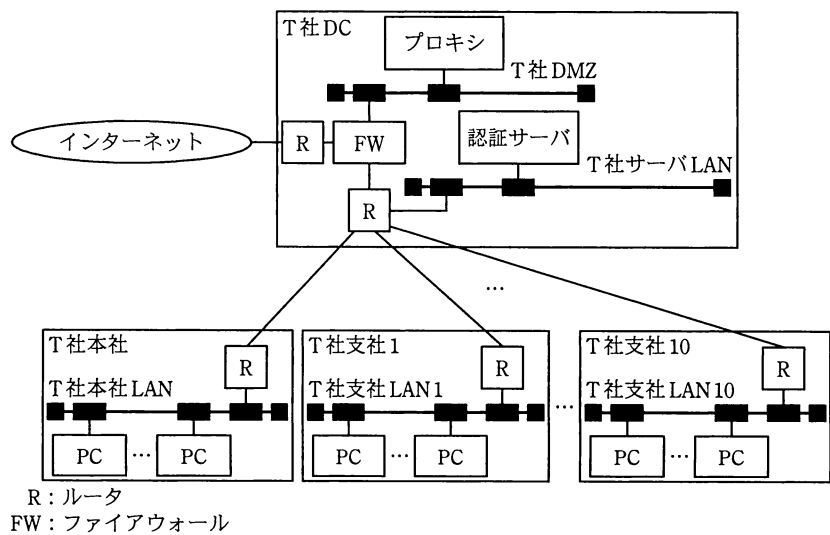 T社DC
プロキシ
T社DMZ
インターネット
R
FW
認証サーバ
T社サーバLAN
R
…
T社本社
R
T社本社LAN
PC … PC
T社支社1
R
T社支社LAN1
PC … PC
…
T社支社10
R
T社支社LAN10
PC … PC
R：ルータ
FW：ファイアウォール